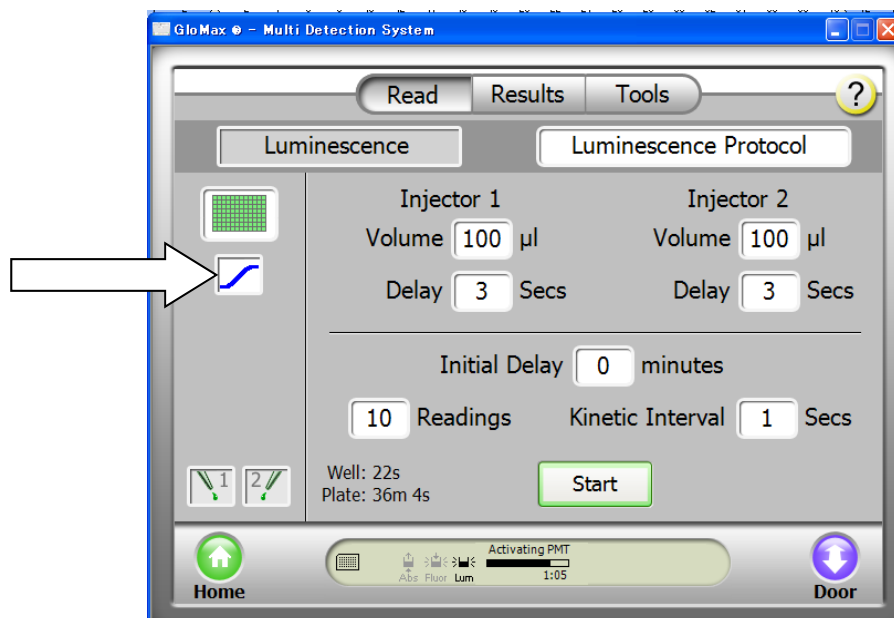 GloMax ® - Multi Detection System
Read Results Tools ?
Luminescence Luminescence Protocol
Injector 1 Injector 2
Volume 100 µl Volume 100 µl
Delay 3 Secs Delay 3 Secs
Initial Delay 0 minutes
10 Readings Kinetic Interval 1 Secs
1 2
Well: 22s
Plate: 36m 4s
Start
Activating PMT
Abs Fluor Lum 1:05
Home Door